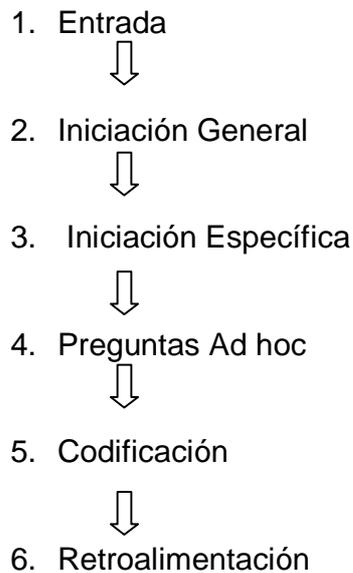 1. Entrada
2. Iniciación General
3. Iniciación Específica
4. Preguntas Ad hoc
5. Codificación
6. Retroalimentación